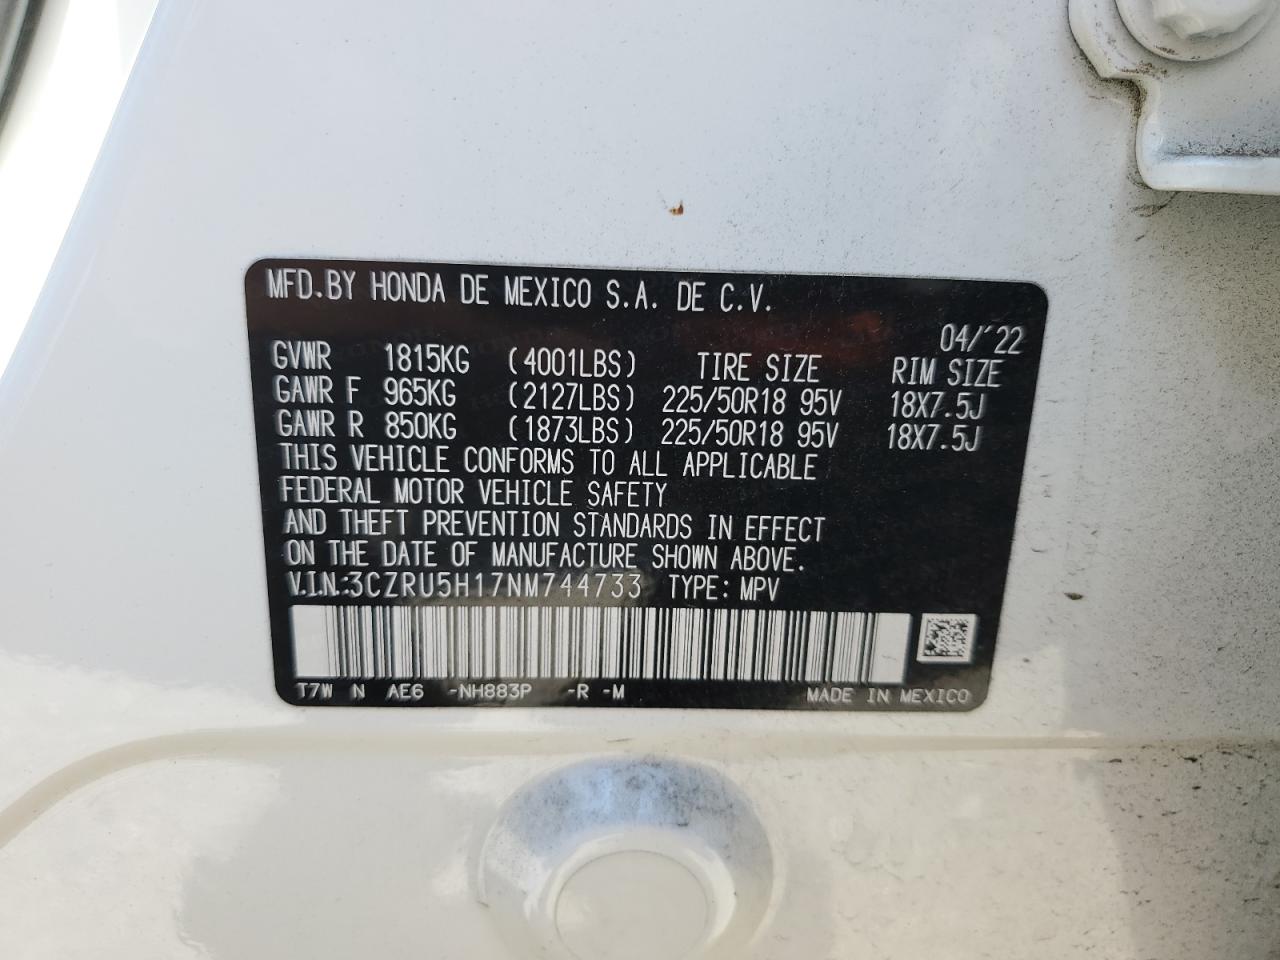 MFD.BY HONDA DE MEXICO S.A. DE C.V.
04/'22
GVWR 1815KG (4001LBS) TIRE SIZE RIM SIZE
GAWR F 965KG (2127LBS) 225/50R18 95V 18X7.5J
GAWR R 850KG (1873LBS) 225/50R18 95V 18X7.5J
THIS VEHICLE CONFORMS TO ALL APPLICABLE
FEDERAL MOTOR VEHICLE SAFETY
AND THEFT PREVENTION STANDARDS IN EFFECT
ON THE DATE OF MANUFACTURE SHOWN ABOVE.
V.I.N.:3CZRU5H17NM744733 TYPE: MPV
T7W N AE6 -NH883P -R -M MADE IN MEXICO